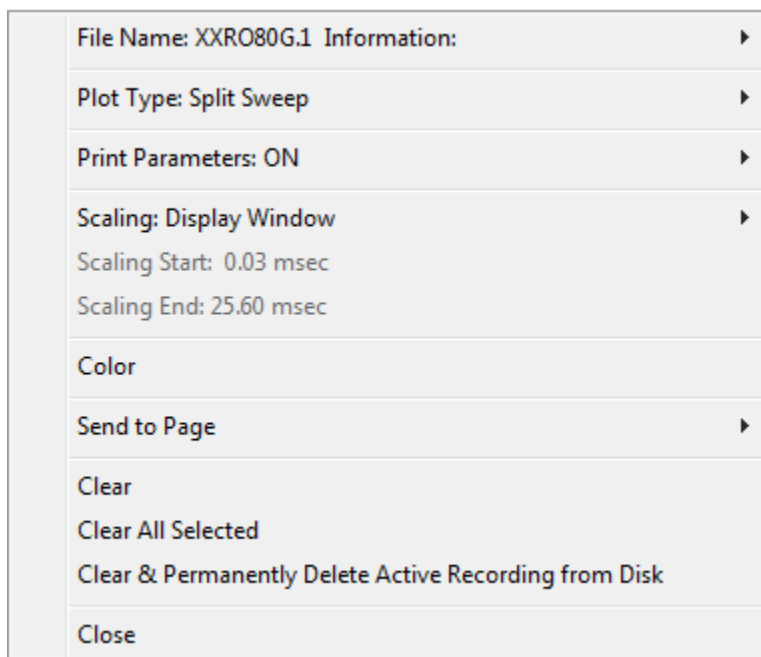 File Name: XXRO80G.1  Information:
Plot Type: Split Sweep
Print Parameters: ON
Scaling: Display Window
Scaling Start:  0.03 msec
Scaling End: 25.60 msec
Color
Send to Page
Clear
Clear All Selected
Clear & Permanently Delete Active Recording from Disk
Close